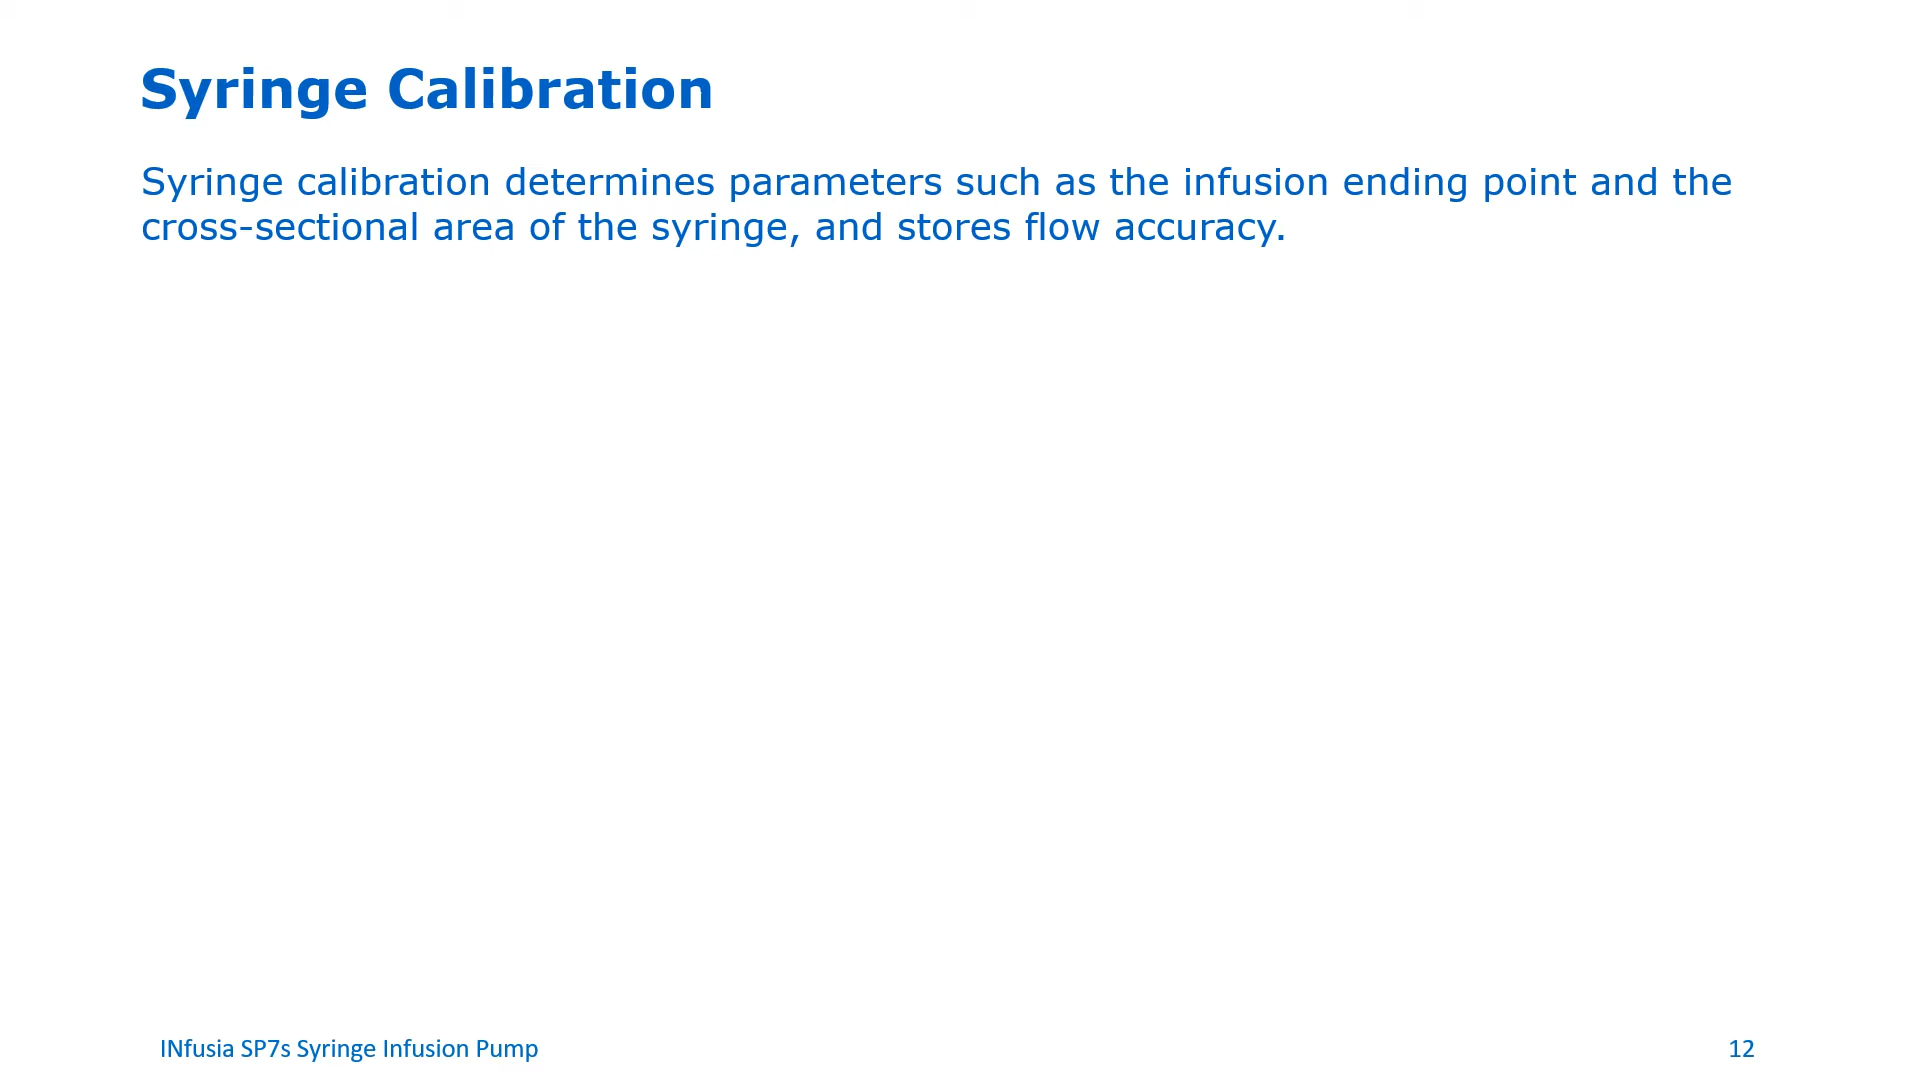 Syringe Calibration
Syringe calibration determines parameters such as the infusion ending point and the
cross-sectional area of the syringe, and stores flow accuracy.
INfusia SP7s Syringe Infusion Pump
12